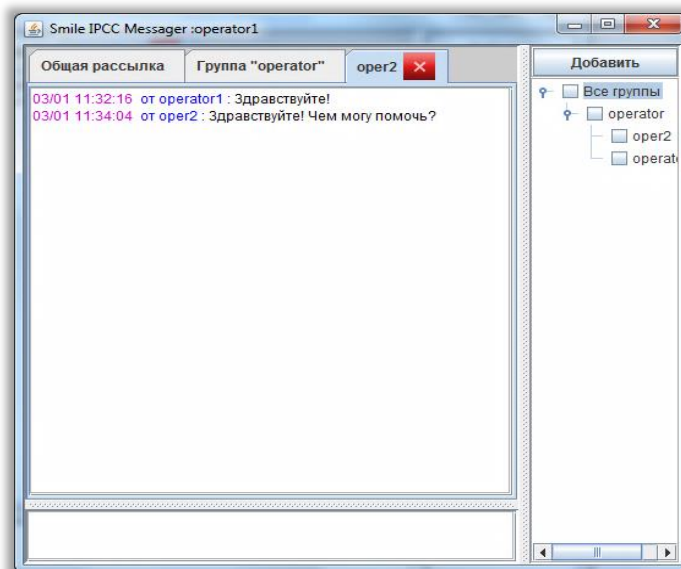 Smile IPCC Messager :operator1
Общая рассылка
Группа "operator"
oper2
Добавить
03/01 11:32:16 от operator1 : Здравствуйте!
03/01 11:34:04 от oper2 : Здравствуйте! Чем могу помочь?
Все группы
operator
oper2
operato